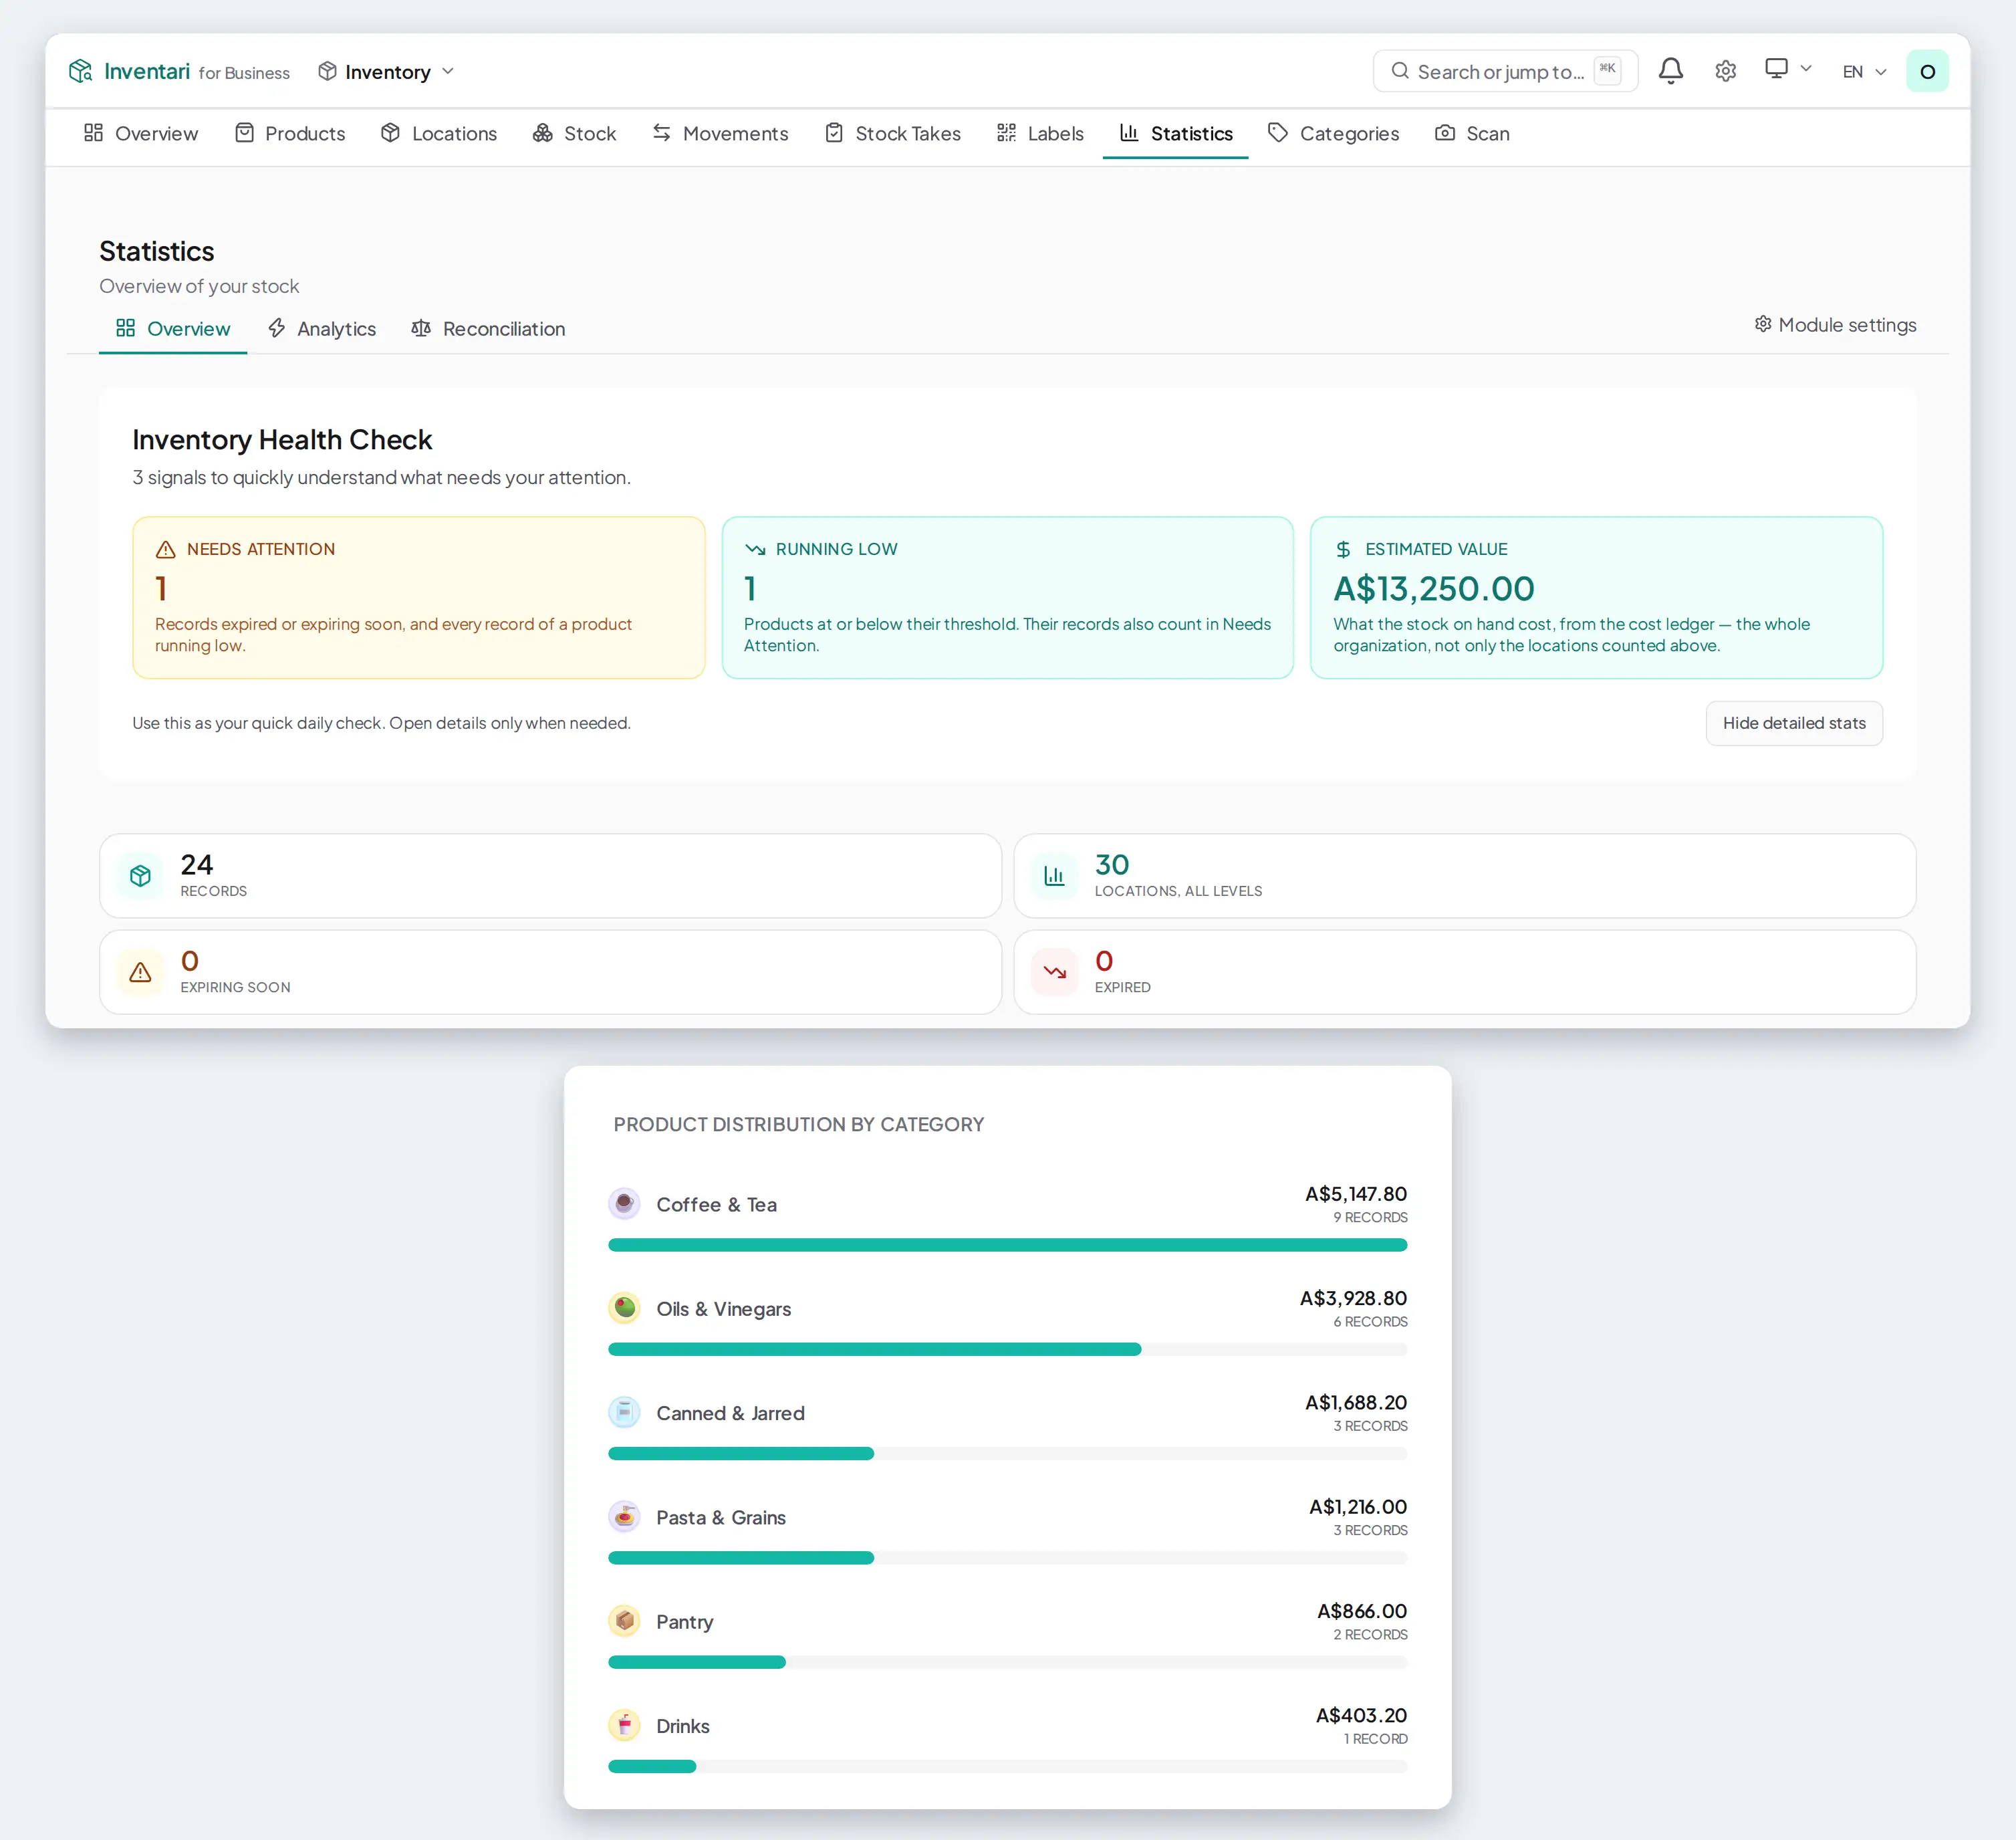 Inventari for Business Inventory Search or jump to... ⌘K EN O
Overview Products Locations Stock Movements Stock Takes Labels Statistics Categories Scan
Statistics
Overview of your stock
Overview Analytics Reconciliation Module settings
Inventory Health Check
3 signals to quickly understand what needs your attention.
NEEDS ATTENTION
1
Records expired or expiring soon, and every record of a product
running low.
RUNNING LOW
1
Products at or below their threshold. Their records also count in Needs
Attention.
$ ESTIMATED VALUE
A$13,250.00
What the stock on hand cost, from the cost ledger — the whole
organization, not only the locations counted above.
Use this as your quick daily check. Open details only when needed.
Hide detailed stats
24
RECORDS
30
LOCATIONS, ALL LEVELS
0
EXPIRING SOON
0
EXPIRED
PRODUCT DISTRIBUTION BY CATEGORY
Coffee & Tea
A$5,147.80
9 RECORDS
Oils & Vinegars
A$3,928.80
6 RECORDS
Canned & Jarred
A$1,688.20
3 RECORDS
Pasta & Grains
A$1,216.00
3 RECORDS
Pantry
A$866.00
2 RECORDS
Drinks
A$403.20
1 RECORD